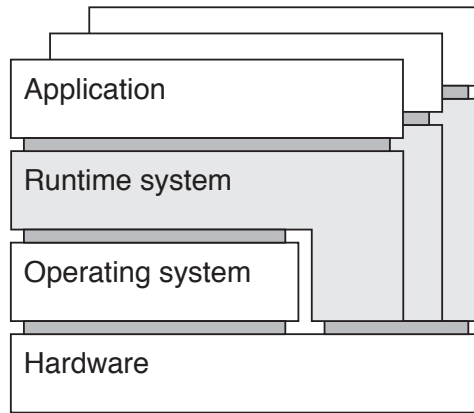 Application
Runtime system
Operating system
Hardware